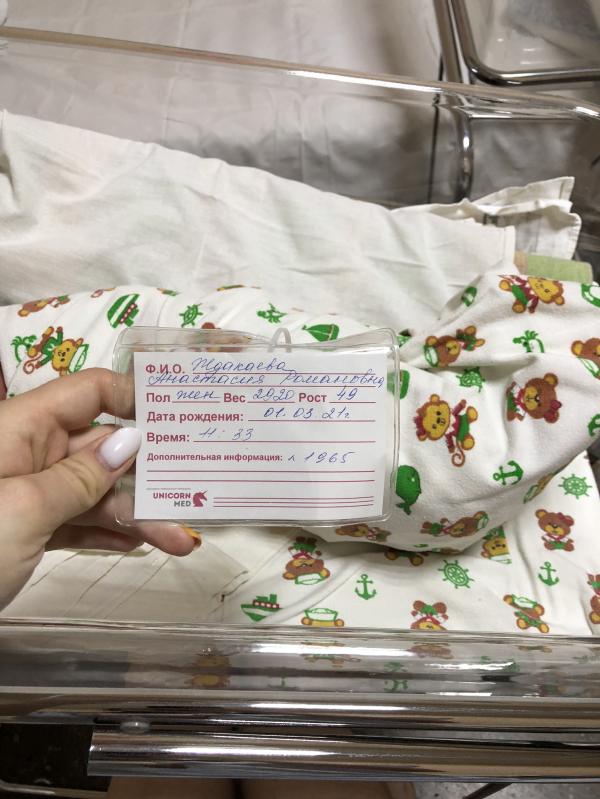 Ф.И.О. Ждакаева
Анастасия Романовна
Пол жен Вес 2920 Рост 49
Дата рождения: 01.03.21г
Время: 11:33
Дополнительная информация: л 1965
UNICORN
MED